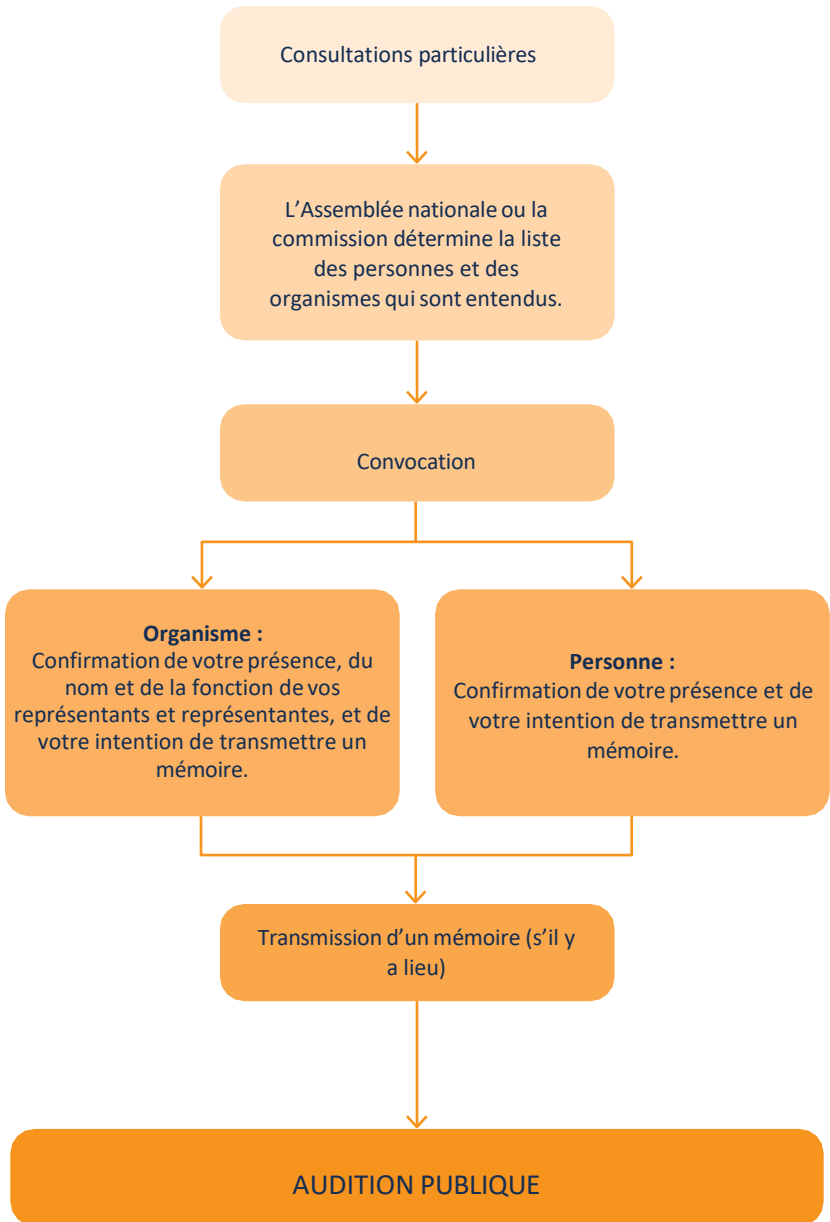 Consultations particulières
L’Assemblée nationale ou la
commission détermine la liste
des personnes et des
organismes qui sont entendus.
Convocation
Organisme :
Confirmation de votre présence, du
nom et de la fonction de vos
représentants et représentantes, et de
votre intention de transmettre un
mémoire.
Personne :
Confirmation de votre présence et de
votre intention de transmettre un
mémoire.
Transmission d’un mémoire (s’il y
a lieu)
AUDITION PUBLIQUE